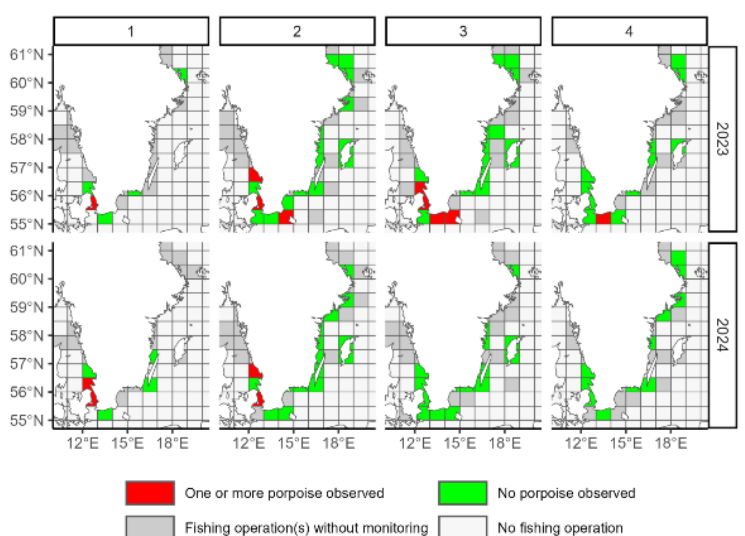 1 2 3 4
61°N
60°N
59°N
58°N
57°N
56°N
55°N
2023
61°N
60°N
59°N
58°N
57°N
56°N
55°N
2024
12°E 15°E 18°E 12°E 15°E 18°E 12°E 15°E 18°E 12°E 15°E 18°E
One or more porpoise observed No porpoise observed
Fishing operation(s) without monitoring No fishing operation